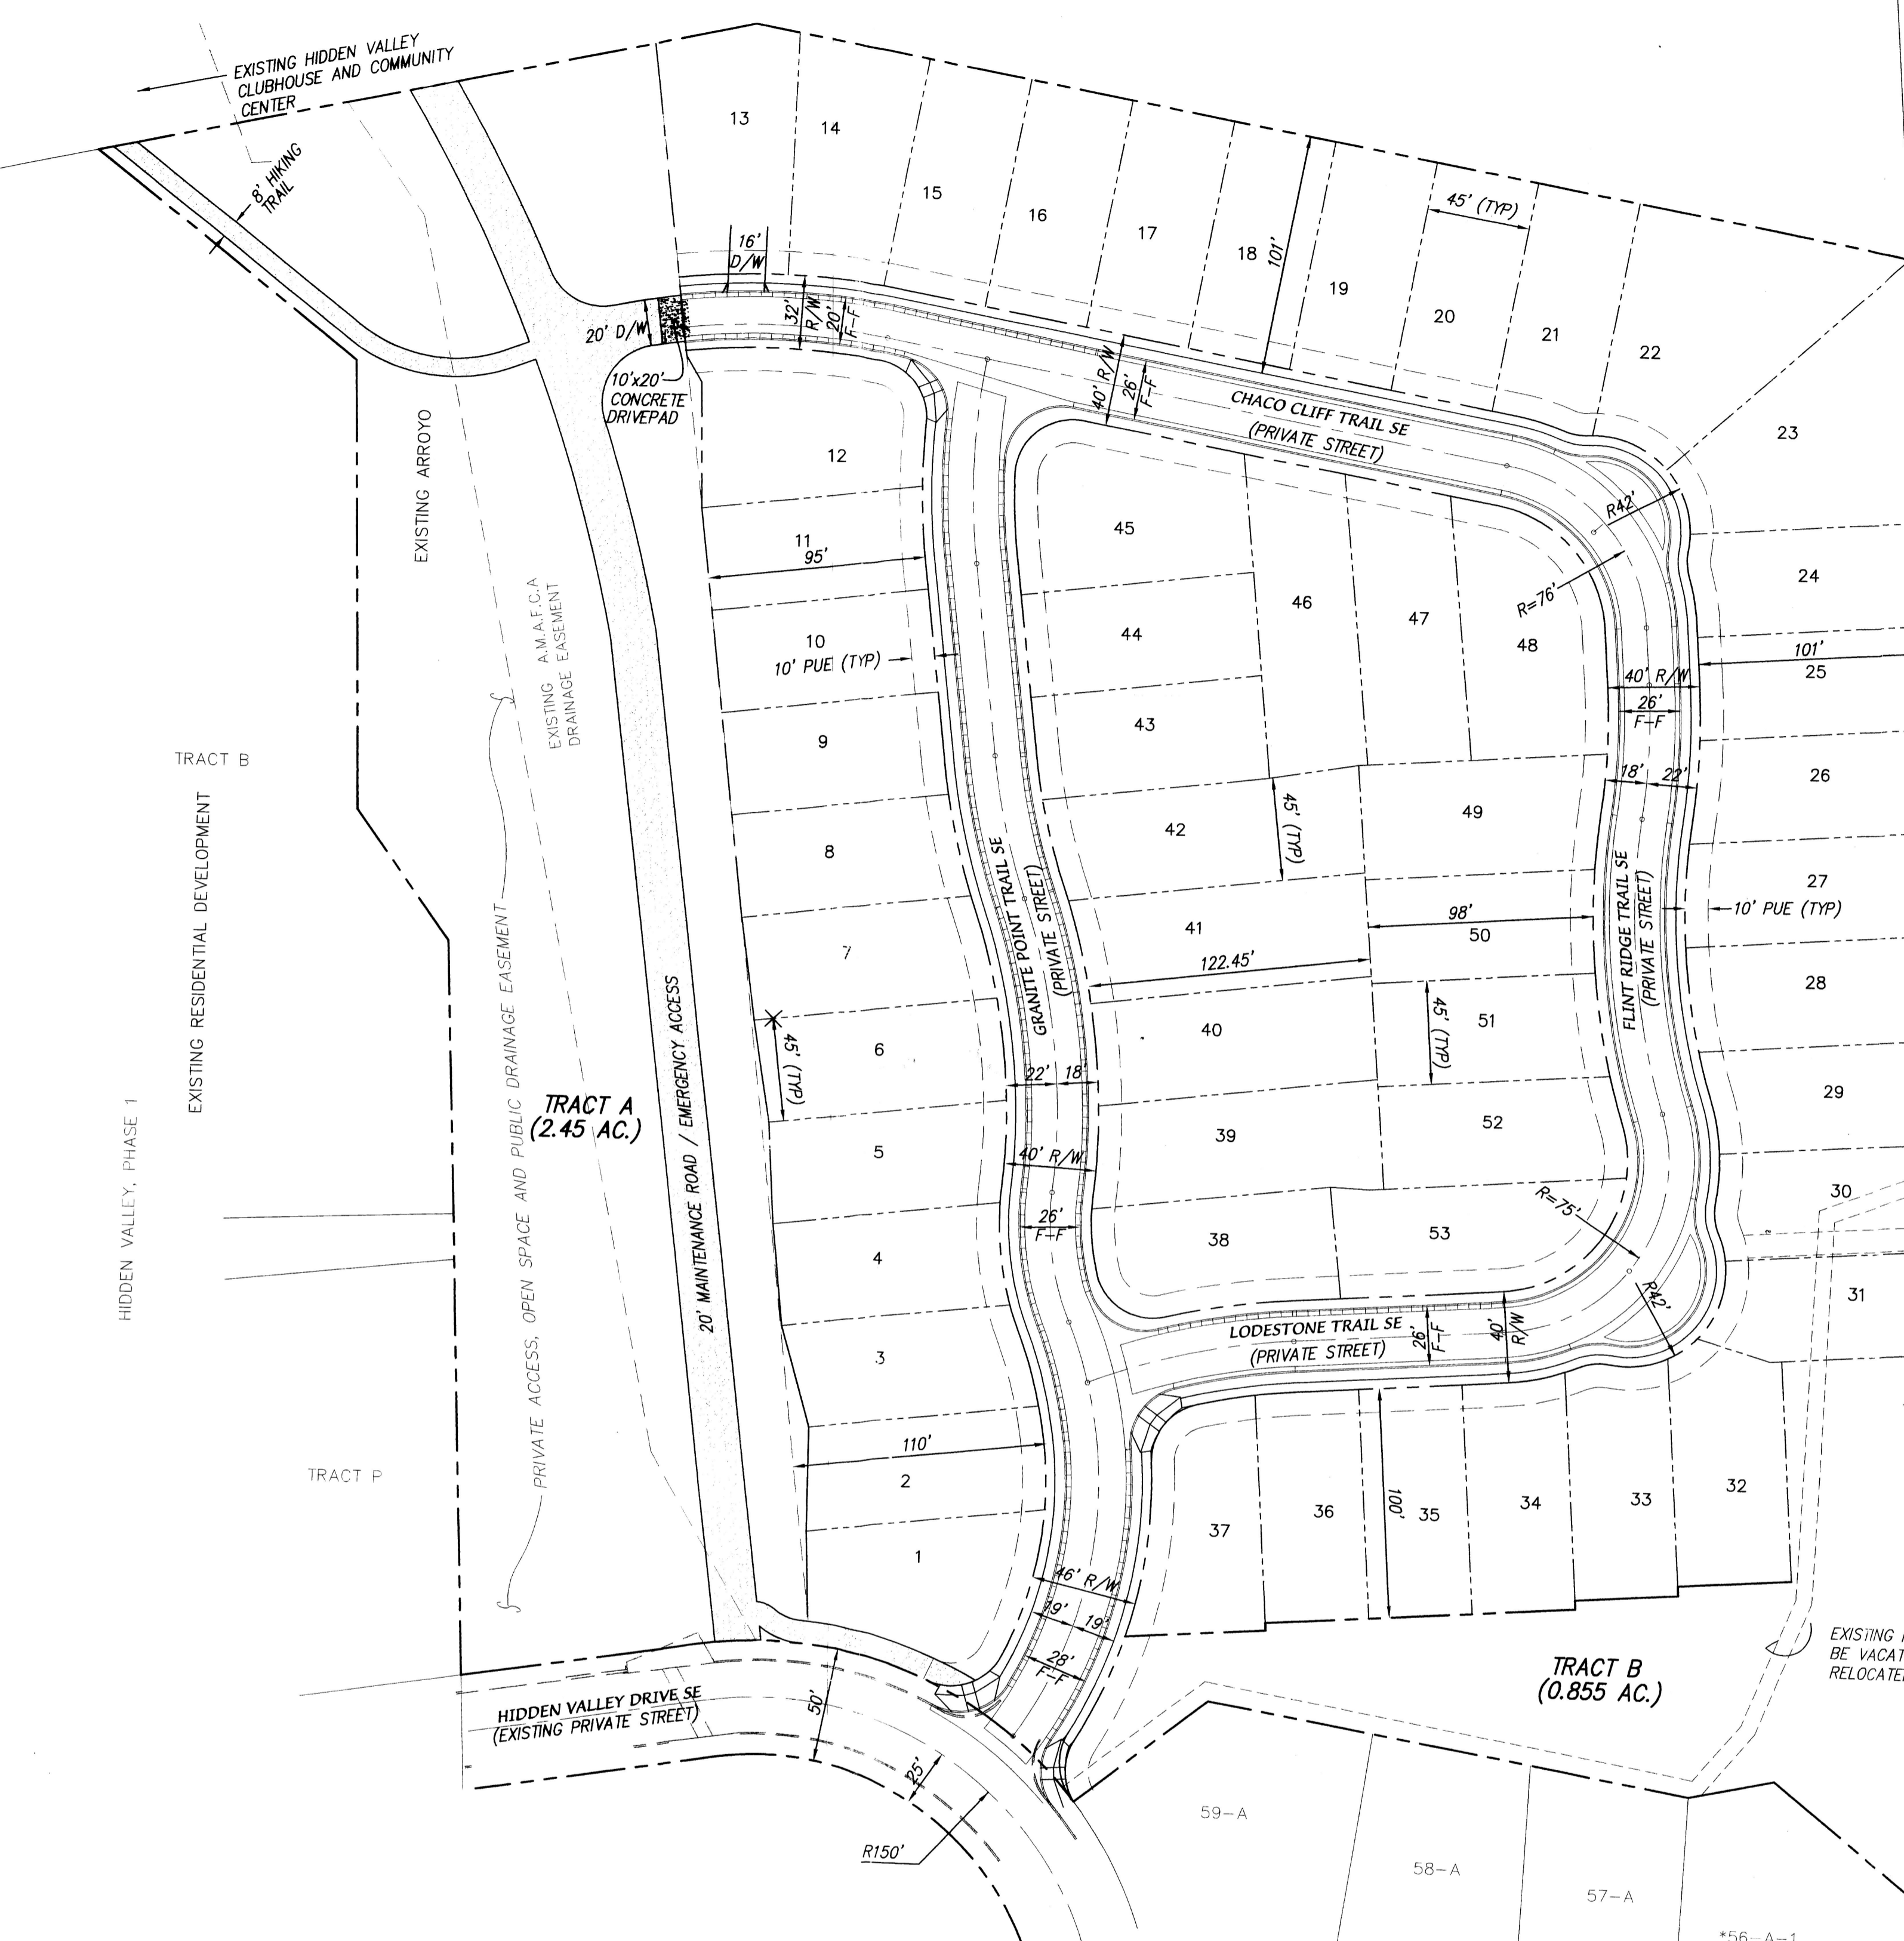 EXISTING HIDDEN VALLEY
CLUBHOUSE AND COMMUNITY
CENTER
8' HIKING
TRAIL
13
14
15
16
17
18
101'
19
45' (TYP)
20
21
22
23
16'
D/W
20' D/W
32'
R/W
20'
F-F
10'x20'
CONCRETE
DRIVEPAD
40' R/W
26'
F-F
CHACO CLIFF TRAIL SE
(PRIVATE STREET)
R42'
R=76'
EXISTING ARROYO
EXISTING A.M.A.F.C.A
DRAINAGE EASEMENT
12
11
95'
10
10' PUE (TYP)
9
8
7
6
45' (TYP)
5
4
3
110'
2
1
45
44
43
42
45' (TYP)
41
122.45'
40
39
38
46
47
48
49
98'
50
45' (TYP)
51
52
53
24
101'
25
26
27
10' PUE (TYP)
28
29
30
31
40' R/W
26'
F-F
18'
22'
FLINT RIDGE TRAIL SE
(PRIVATE STREET)
GRANITE POINT TRAIL SE
(PRIVATE STREET)
22'
18'
40' R/W
26'
F-F
R=75'
R42'
LODESTONE TRAIL SE
(PRIVATE STREET)
26'
F-F
40'
R/W
TRACT B
EXISTING RESIDENTIAL DEVELOPMENT
HIDDEN VALLEY, PHASE 1
TRACT P
PRIVATE ACCESS, OPEN SPACE AND PUBLIC DRAINAGE EASEMENT
TRACT A
(2.45 AC.)
20' MAINTENANCE ROAD / EMERGENCY ACCESS
37
36
100'
35
34
33
32
46' R/W
19'
19'
28'
F-F
HIDDEN VALLEY DRIVE SE
(EXISTING PRIVATE STREET)
50'
25'
R150'
TRACT B
(0.855 AC.)
EXISTING
BE VACAT
RELOCATE
59-A
58-A
57-A
*56-A-1